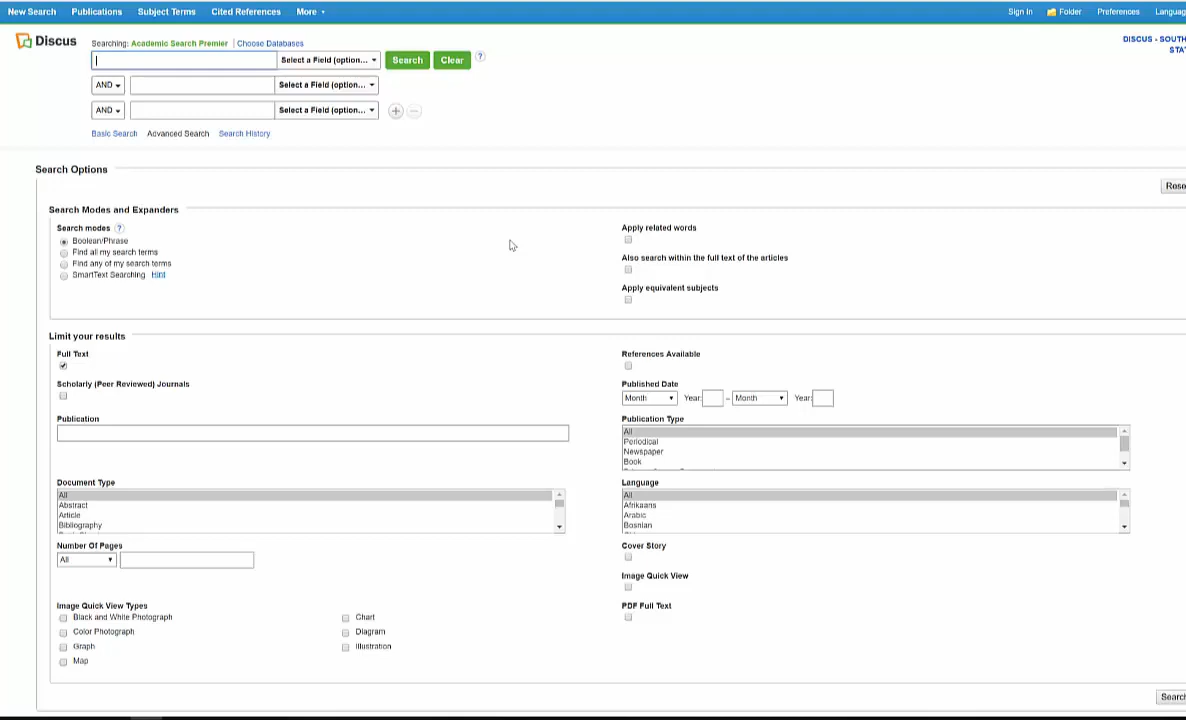 New Search Publications Subject Terms Cited References More Sign In Folder Preferences Languag
Discus
DISCUS - SOUTH
STAT
Searching: Academic Search Premier | Choose Databases
Select a Field (option... Search Clear ?
AND Select a Field (option...
AND Select a Field (option... + −
Basic Search Advanced Search Search History
Search Options
Rese
Search Modes and Expanders
Search modes ?
Boolean/Phrase
Find all my search terms
Find any of my search terms
SmartText Searching Hint
Apply related words
Also search within the full text of the articles
Apply equivalent subjects
Limit your results
Full Text
References Available
Scholarly (Peer Reviewed) Journals
Published Date
Month Year: – Month Year:
Publication
Publication Type
All
Periodical
Newspaper
Book
Document Type
All
Abstract
Article
Bibliography
Language
All
Afrikaans
Arabic
Bosnian
Number Of Pages
All
Cover Story
Image Quick View
Image Quick View Types
Black and White Photograph
Color Photograph
Graph
Map
Chart
Diagram
Illustration
PDF Full Text
Search